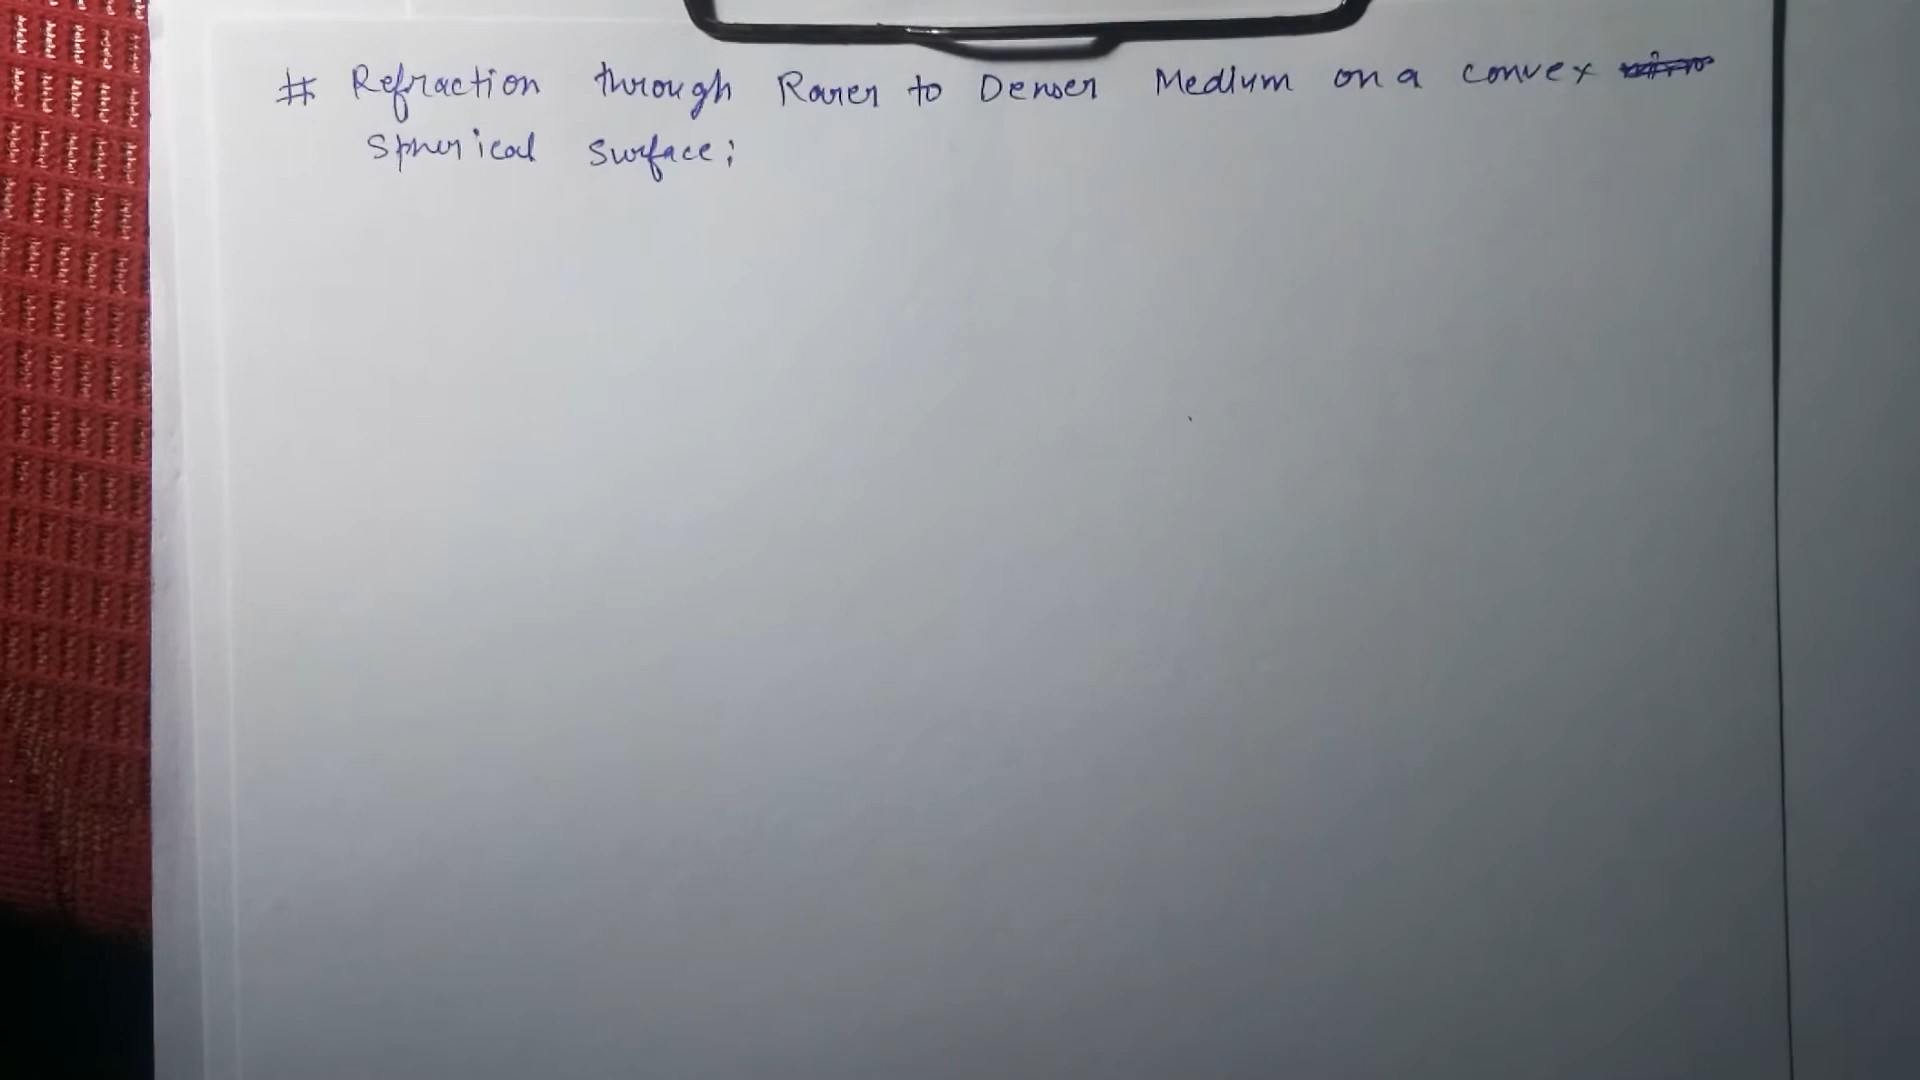 # Refraction through Rarer to Denser Medium on a convex
Spherical Surface;